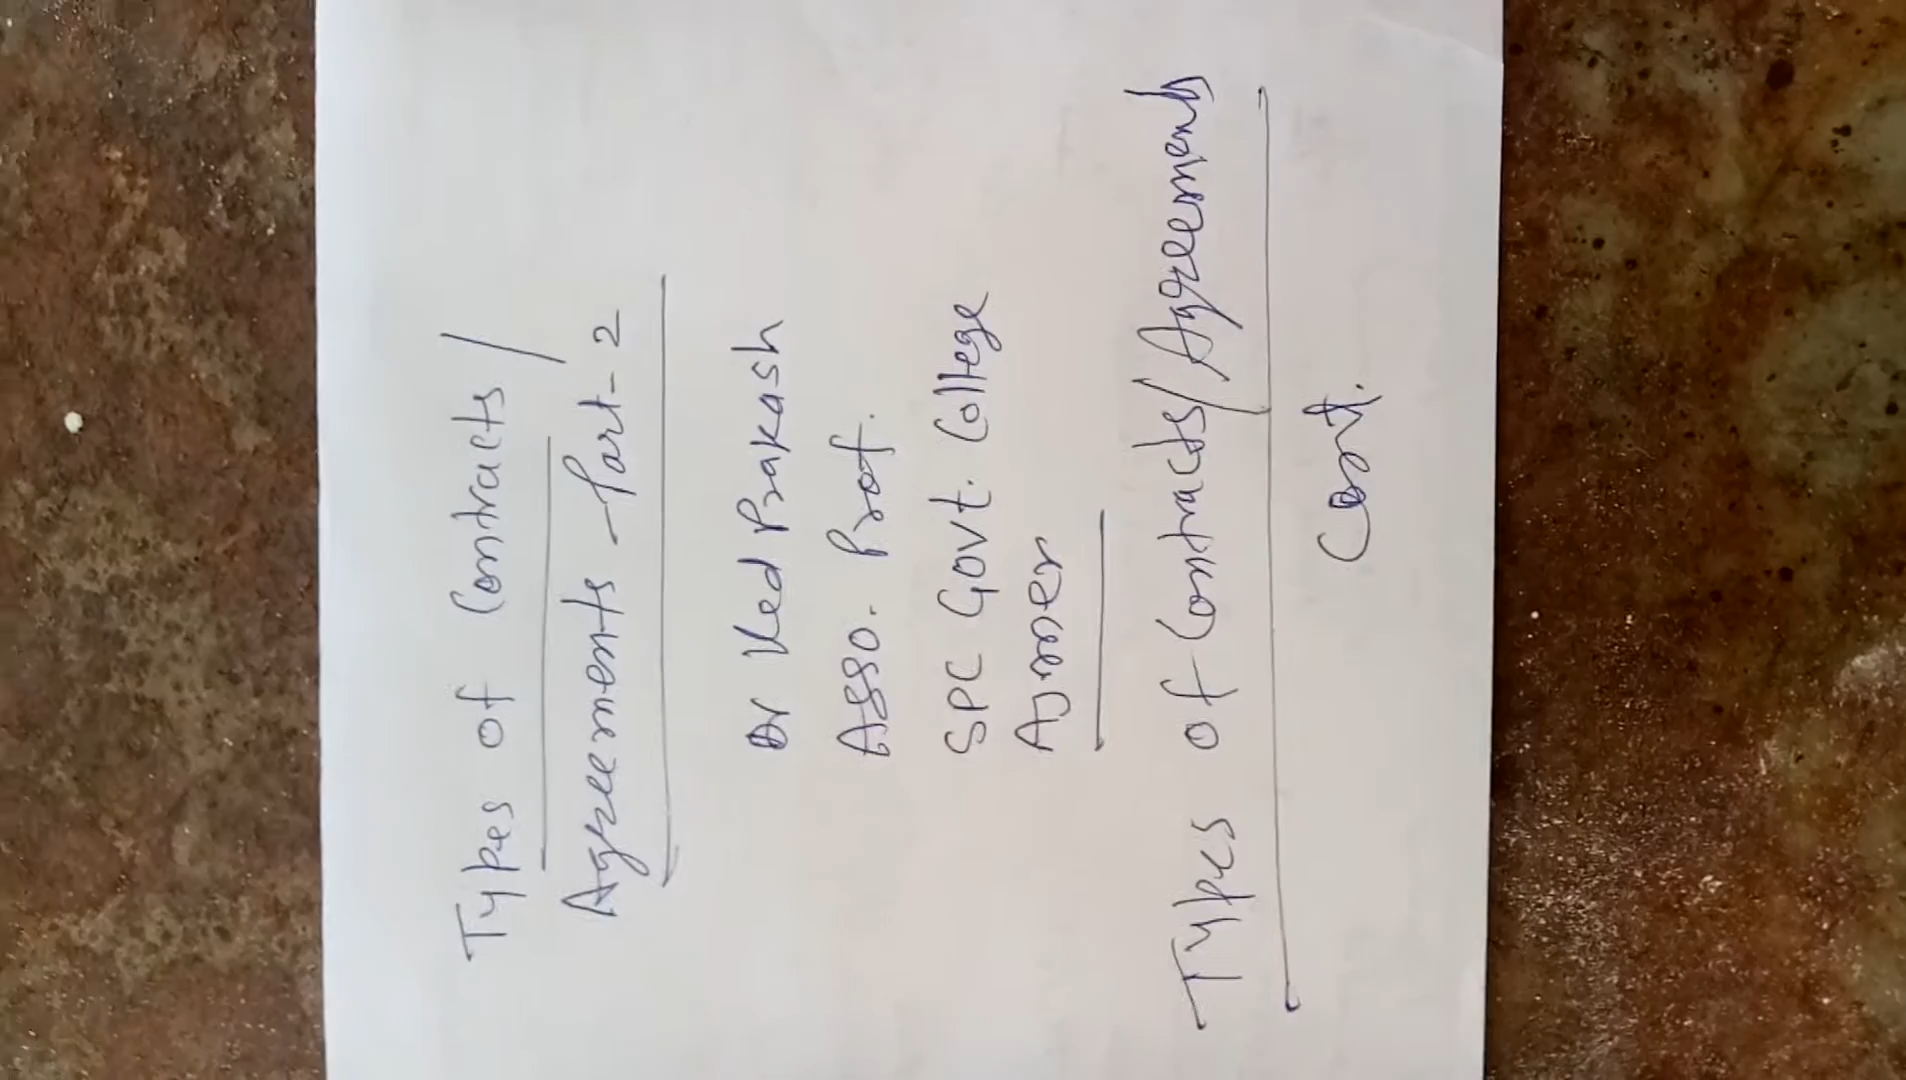 Types of Contracts /
Agreements - Part-2
Dr Ved Prakash
Asso. Prof.
SPC Govt. College
Ajmer
Types of Contracts/Agreements
Cont.